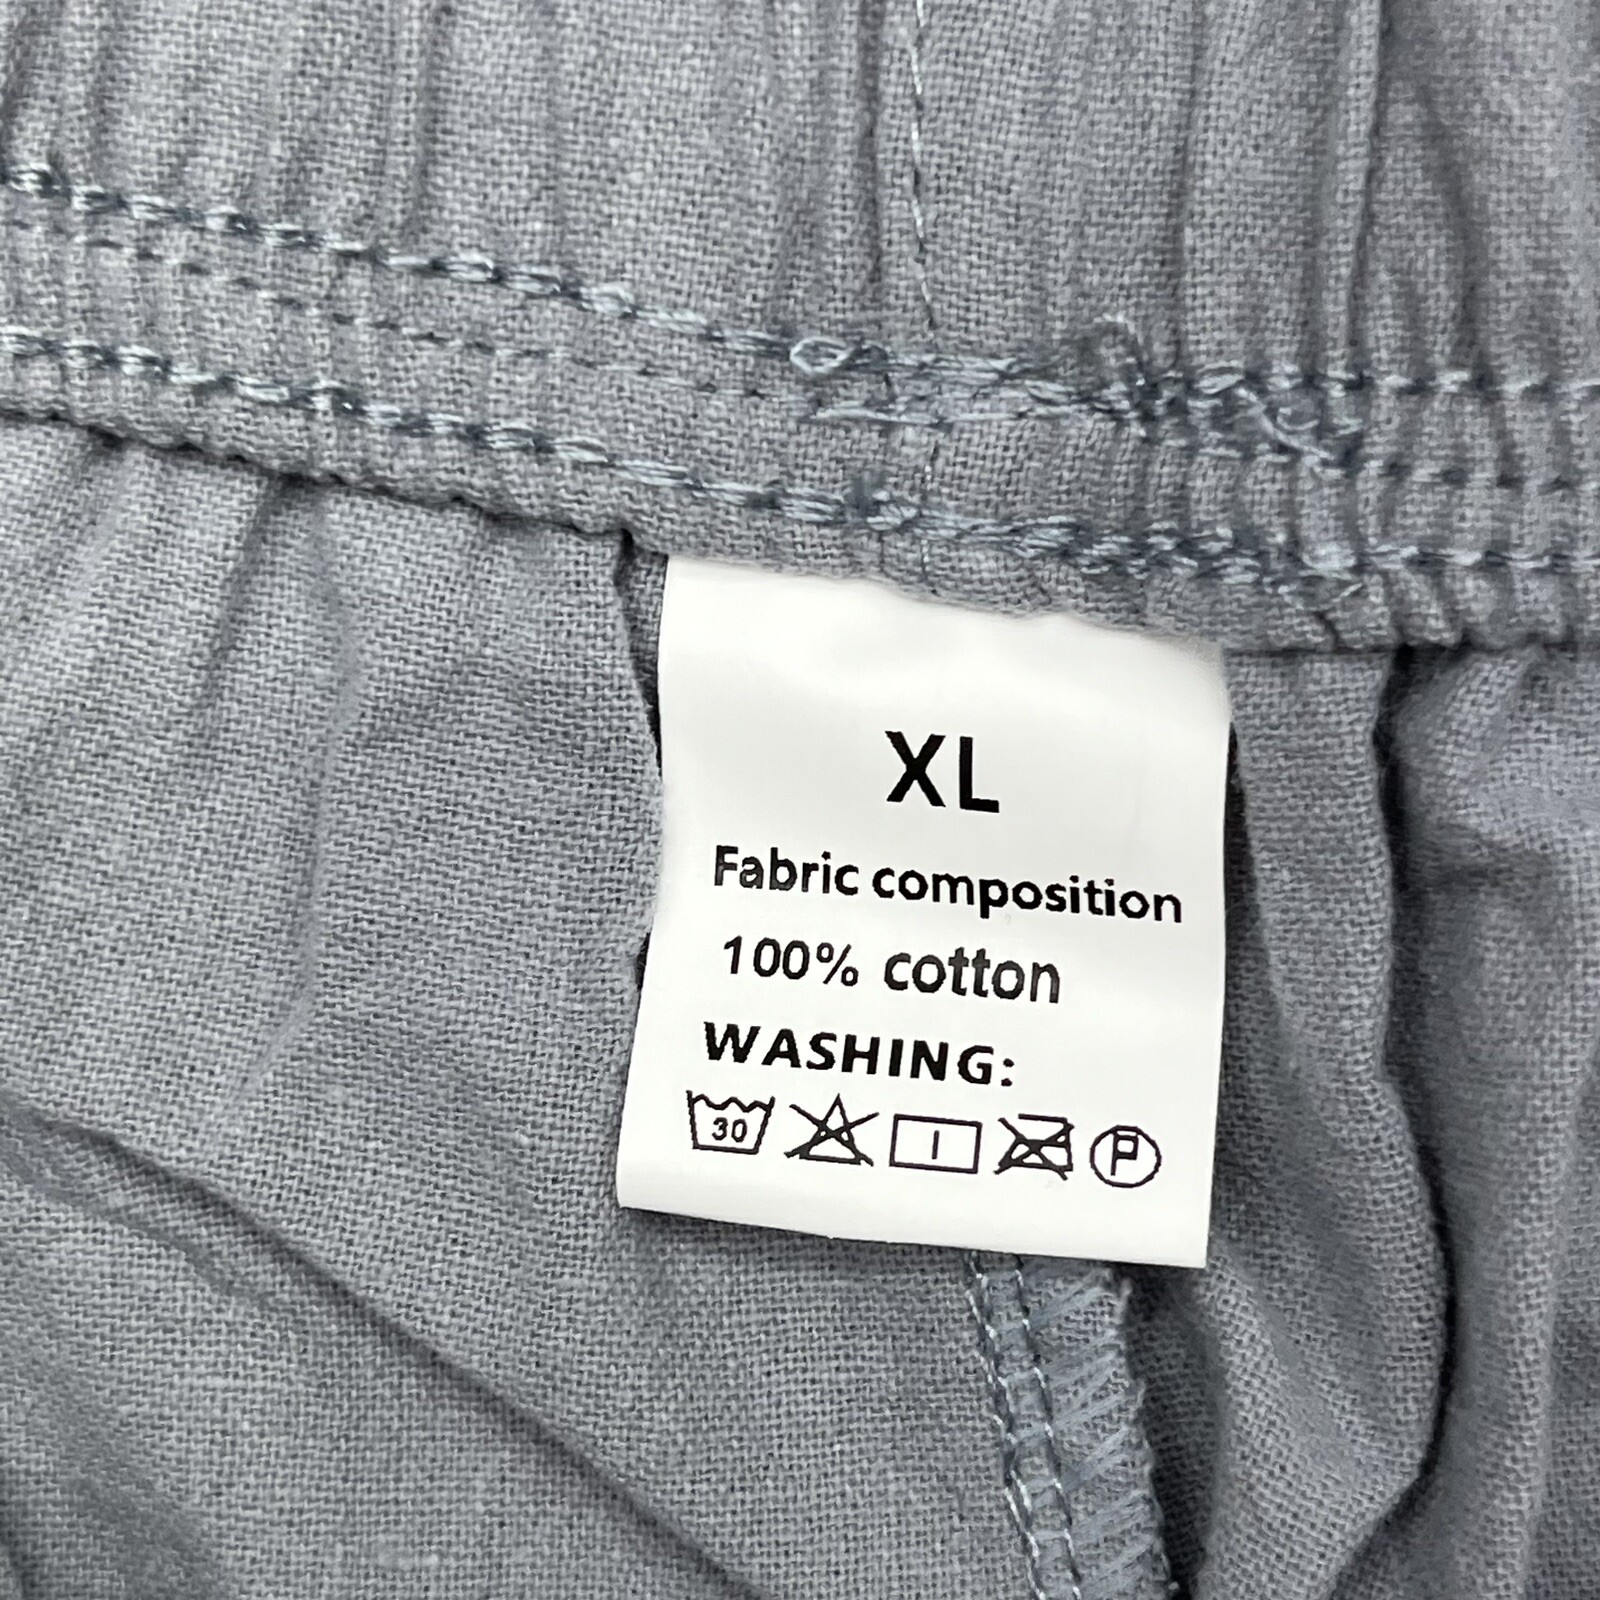 XL
Fabric composition
100% cotton
WASHING:
30 P